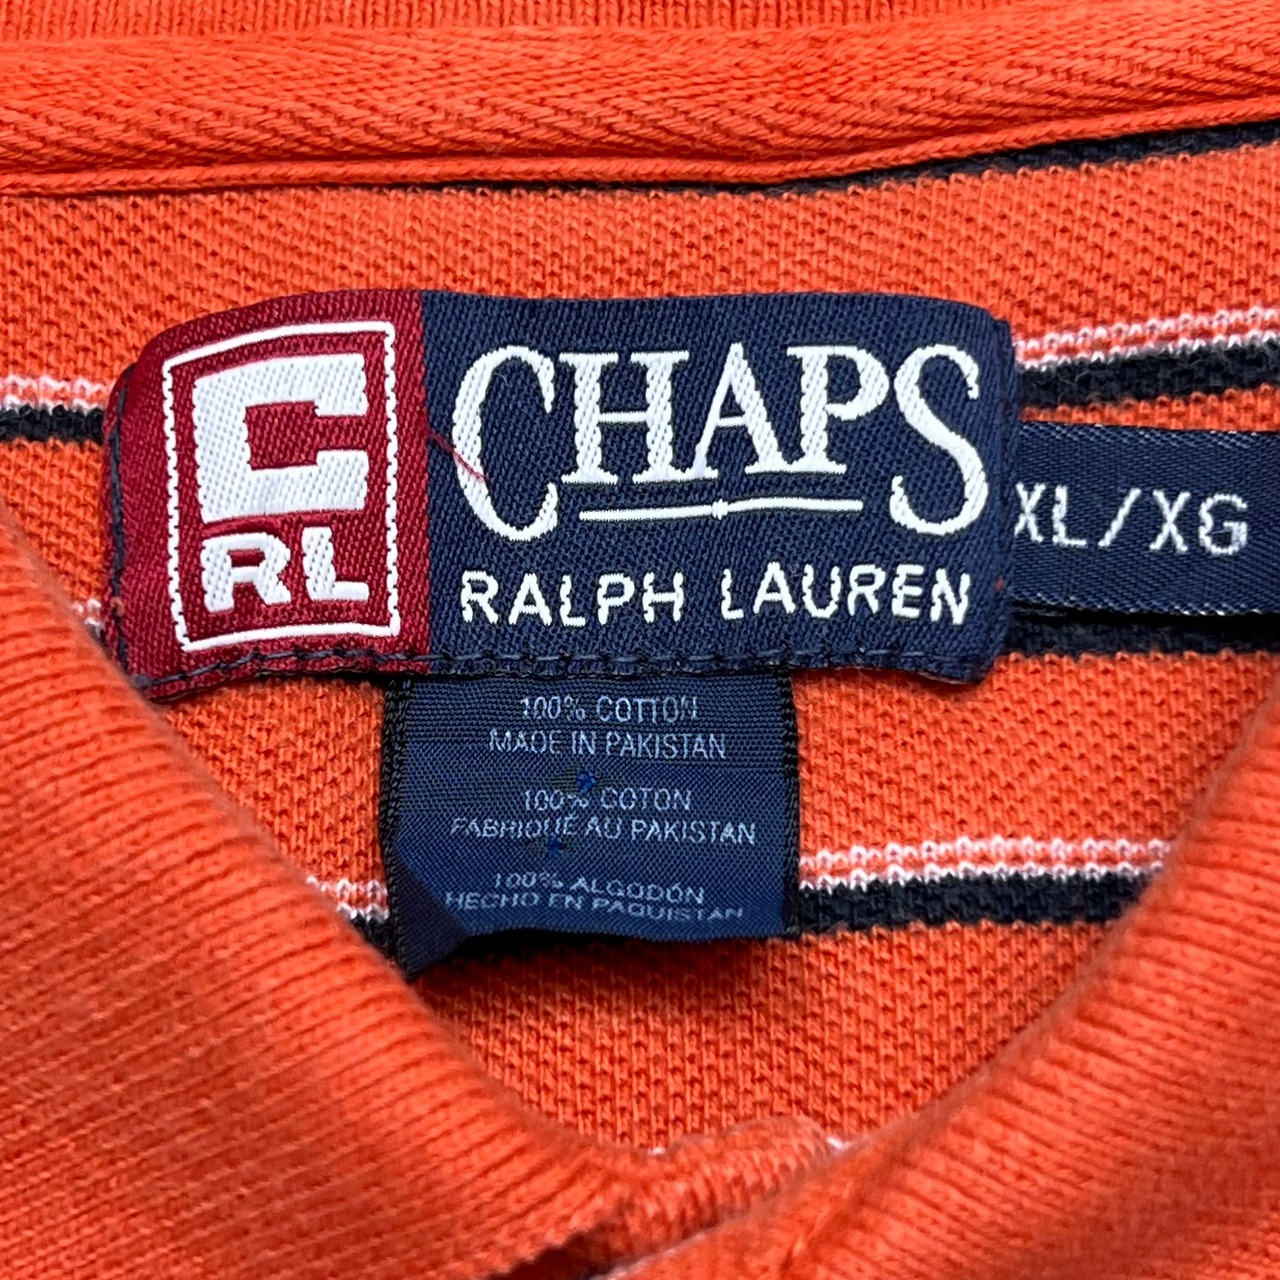 C
RL
CHAPS
RALPH LAUREN
XL/XG
100% COTTON
MADE IN PAKISTAN
100% COTON
FABRIQUÉ AU PAKISTAN
100% ALGODÓN
HECHO EN PAQUISTAN